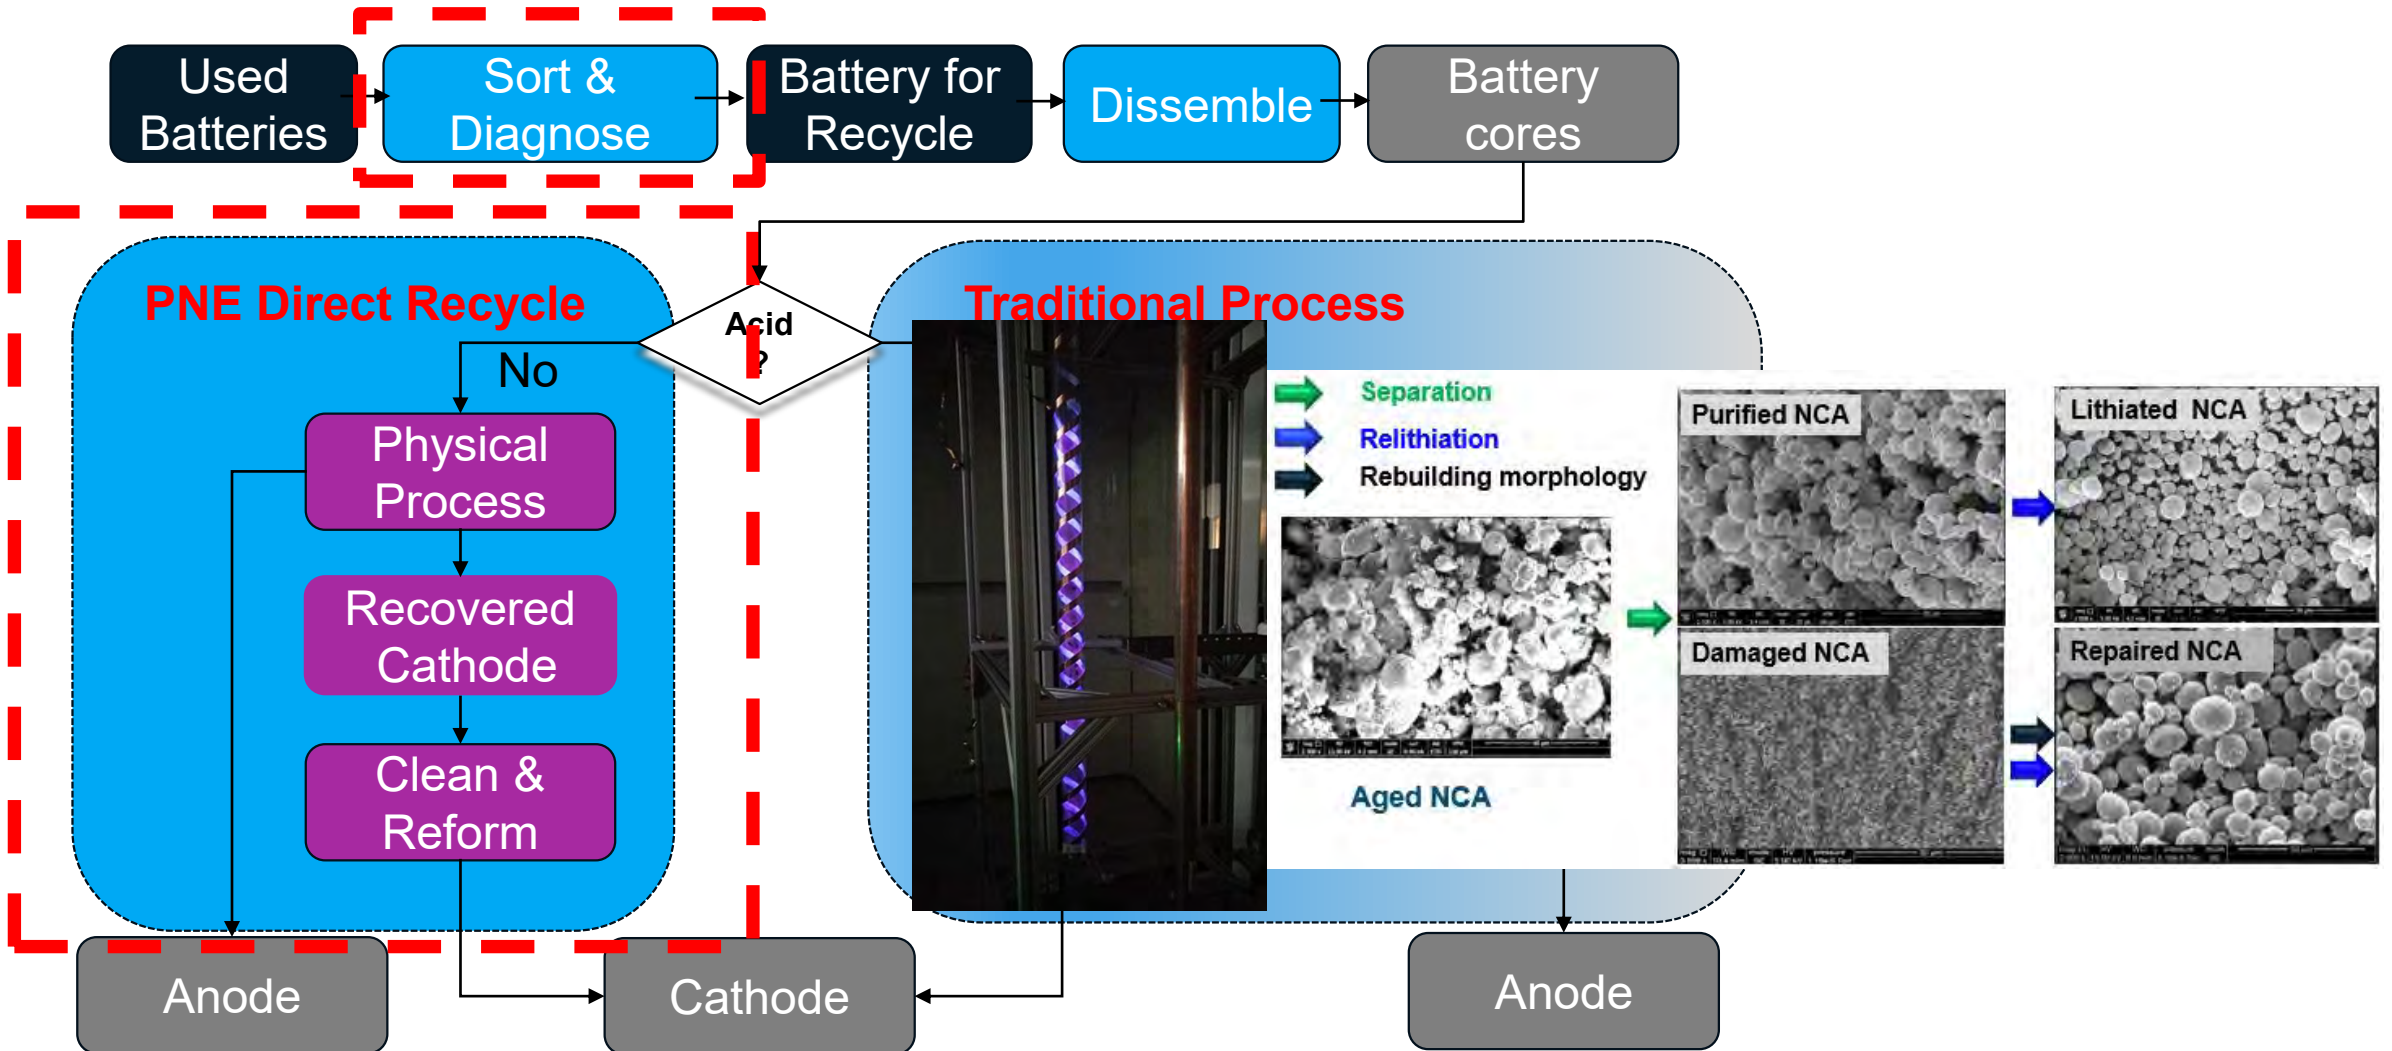 Used
Batteries
Sort &
Diagnose
Battery for
Recycle
Dissemble
Battery
cores
PNE Direct Recycle
Acid
?
No
Traditional Process
Physical
Process
Recovered
Cathode
Clean &
Reform
Separation
Relithiation
Rebuilding morphology
Aged NCA
Purified NCA
Lithiated NCA
Damaged NCA
Repaired NCA
Anode
Cathode
Anode